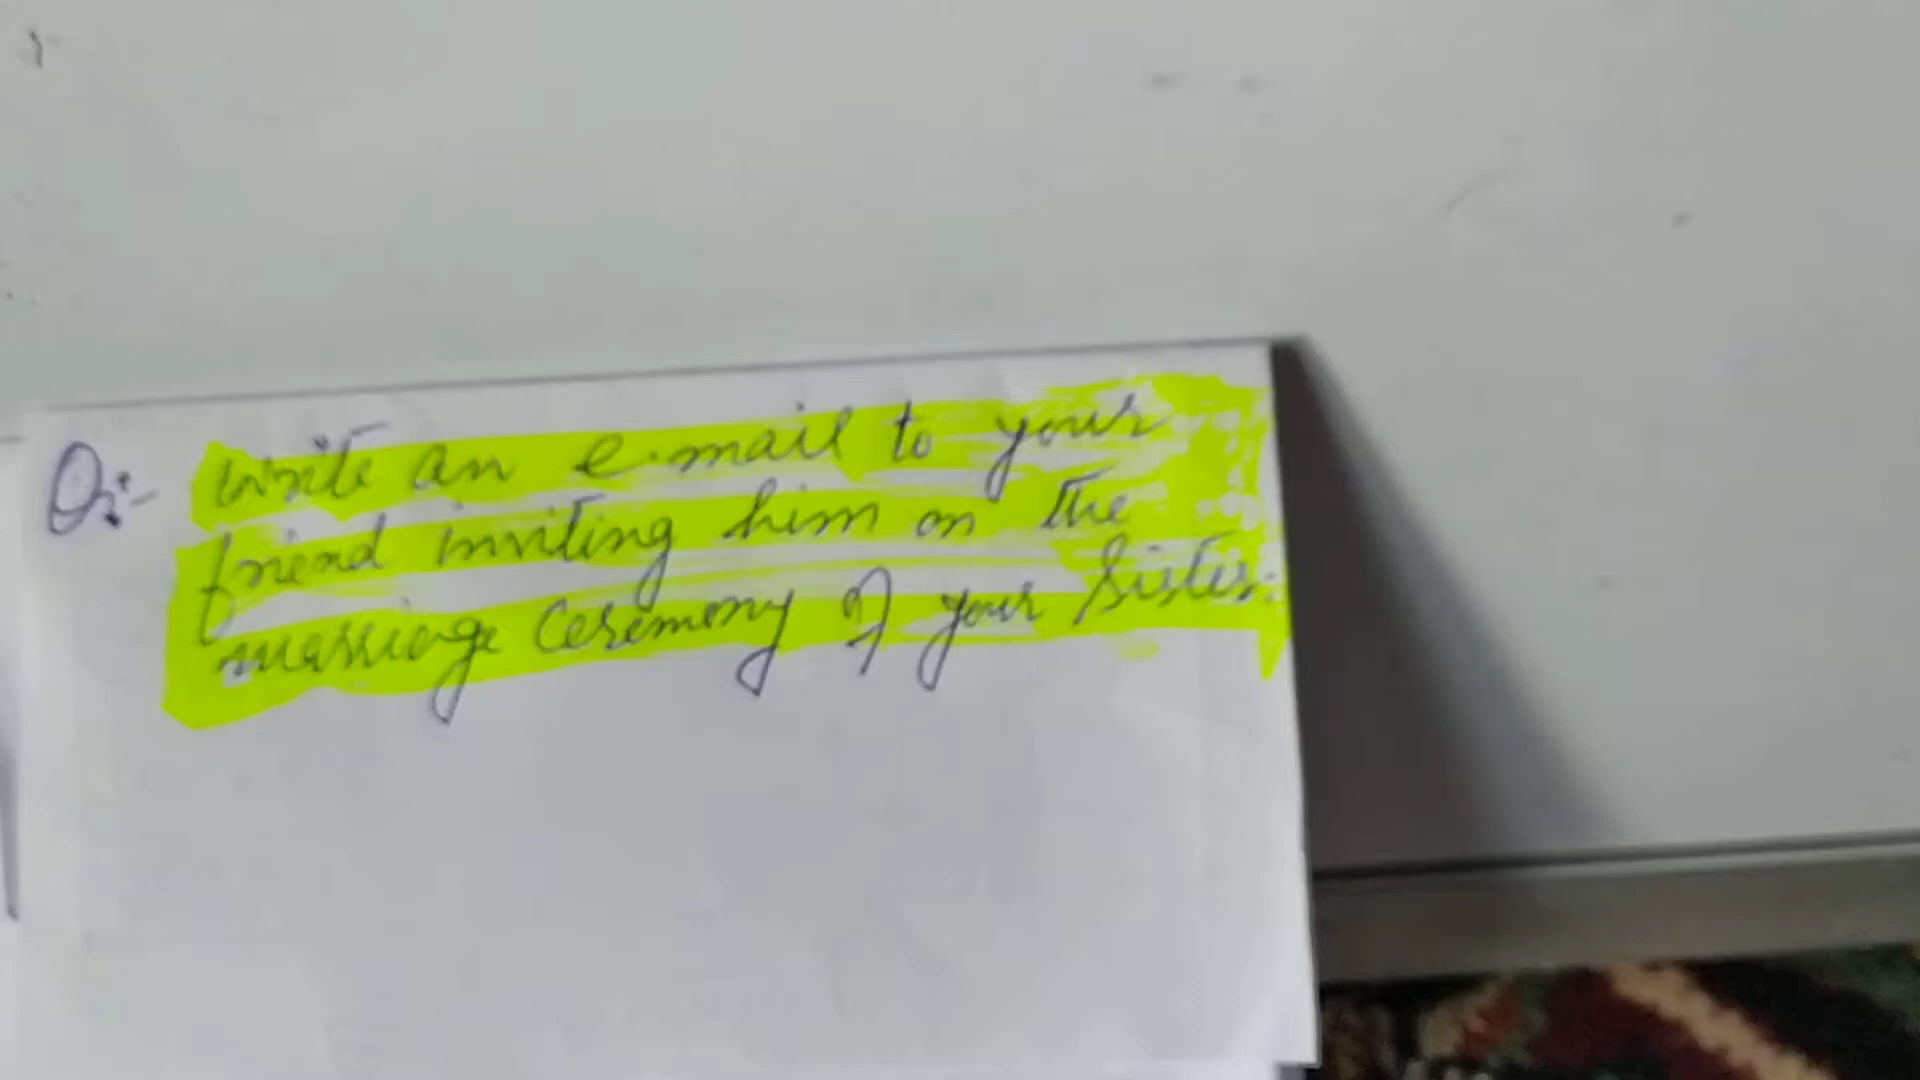 Q:- Write an e.mail to your
friend inviting him on the
marriage ceremony of your sister.